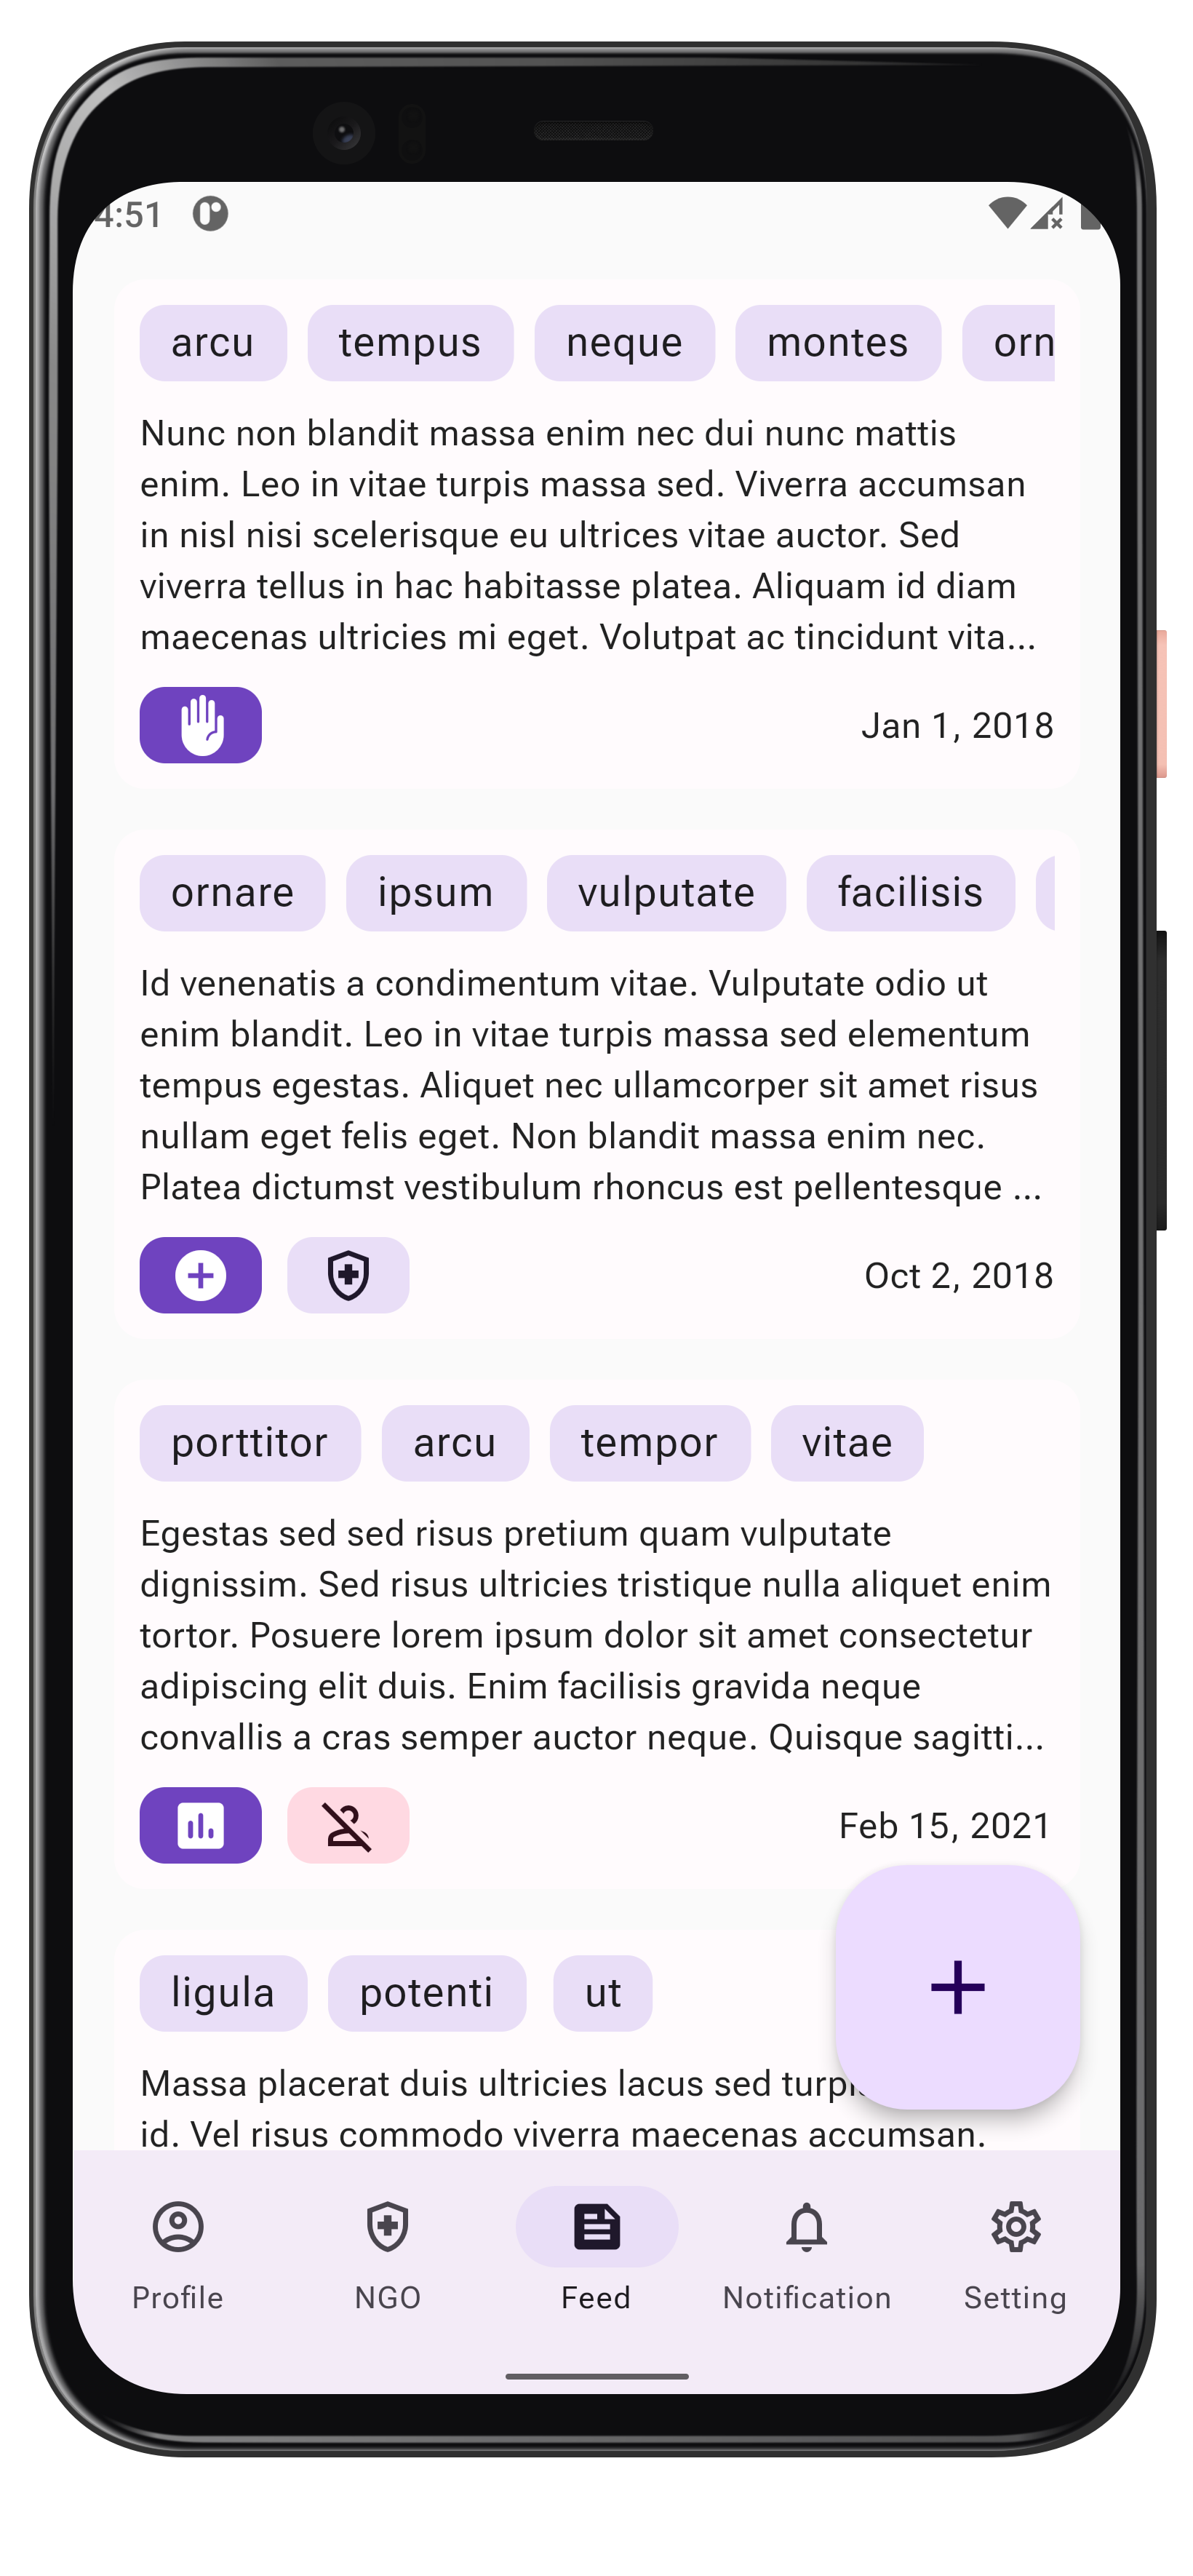 4:51
arcu tempus neque montes orn
Nunc non blandit massa enim nec dui nunc mattis
enim. Leo in vitae turpis massa sed. Viverra accumsan
in nisl nisi scelerisque eu ultrices vitae auctor. Sed
viverra tellus in hac habitasse platea. Aliquam id diam
maecenas ultricies mi eget. Volutpat ac tincidunt vita...
Jan 1, 2018
ornare ipsum vulputate facilisis
Id venenatis a condimentum vitae. Vulputate odio ut
enim blandit. Leo in vitae turpis massa sed elementum
tempus egestas. Aliquet nec ullamcorper sit amet risus
nullam eget felis eget. Non blandit massa enim nec.
Platea dictumst vestibulum rhoncus est pellentesque ...
Oct 2, 2018
porttitor arcu tempor vitae
Egestas sed sed risus pretium quam vulputate
dignissim. Sed risus ultricies tristique nulla aliquet enim
tortor. Posuere lorem ipsum dolor sit amet consectetur
adipiscing elit duis. Enim facilisis gravida neque
convallis a cras semper auctor neque. Quisque sagitti...
Feb 15, 2021
ligula potenti ut
Massa placerat duis ultricies lacus sed turpi
id. Vel risus commodo viverra maecenas accumsan.
Profile NGO Feed Notification Setting